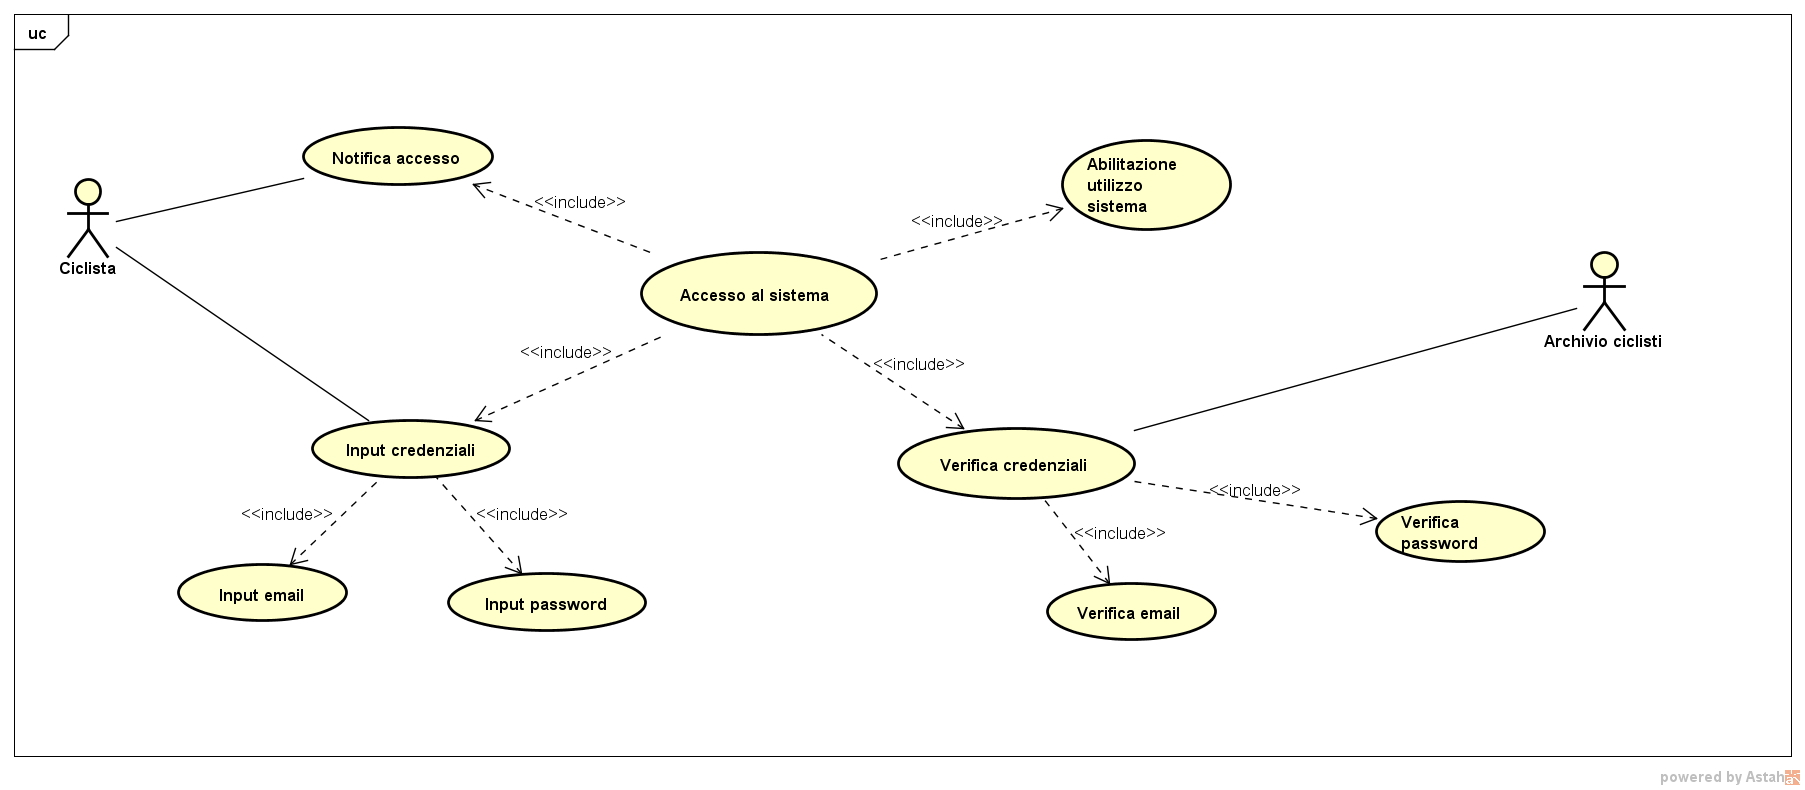 uc
Notifica accesso
Abilitazione
utilizzo
sistema
<<include>>
<<include>>
Ciclista
Accesso al sistema
Archivio ciclisti
<<include>>
<<include>>
Input credenziali
Verifica credenziali
<<include>>
<<include>>
<<include>>
<<include>>
Verifica
password
Input email
Input password
Verifica email
powered by Astah